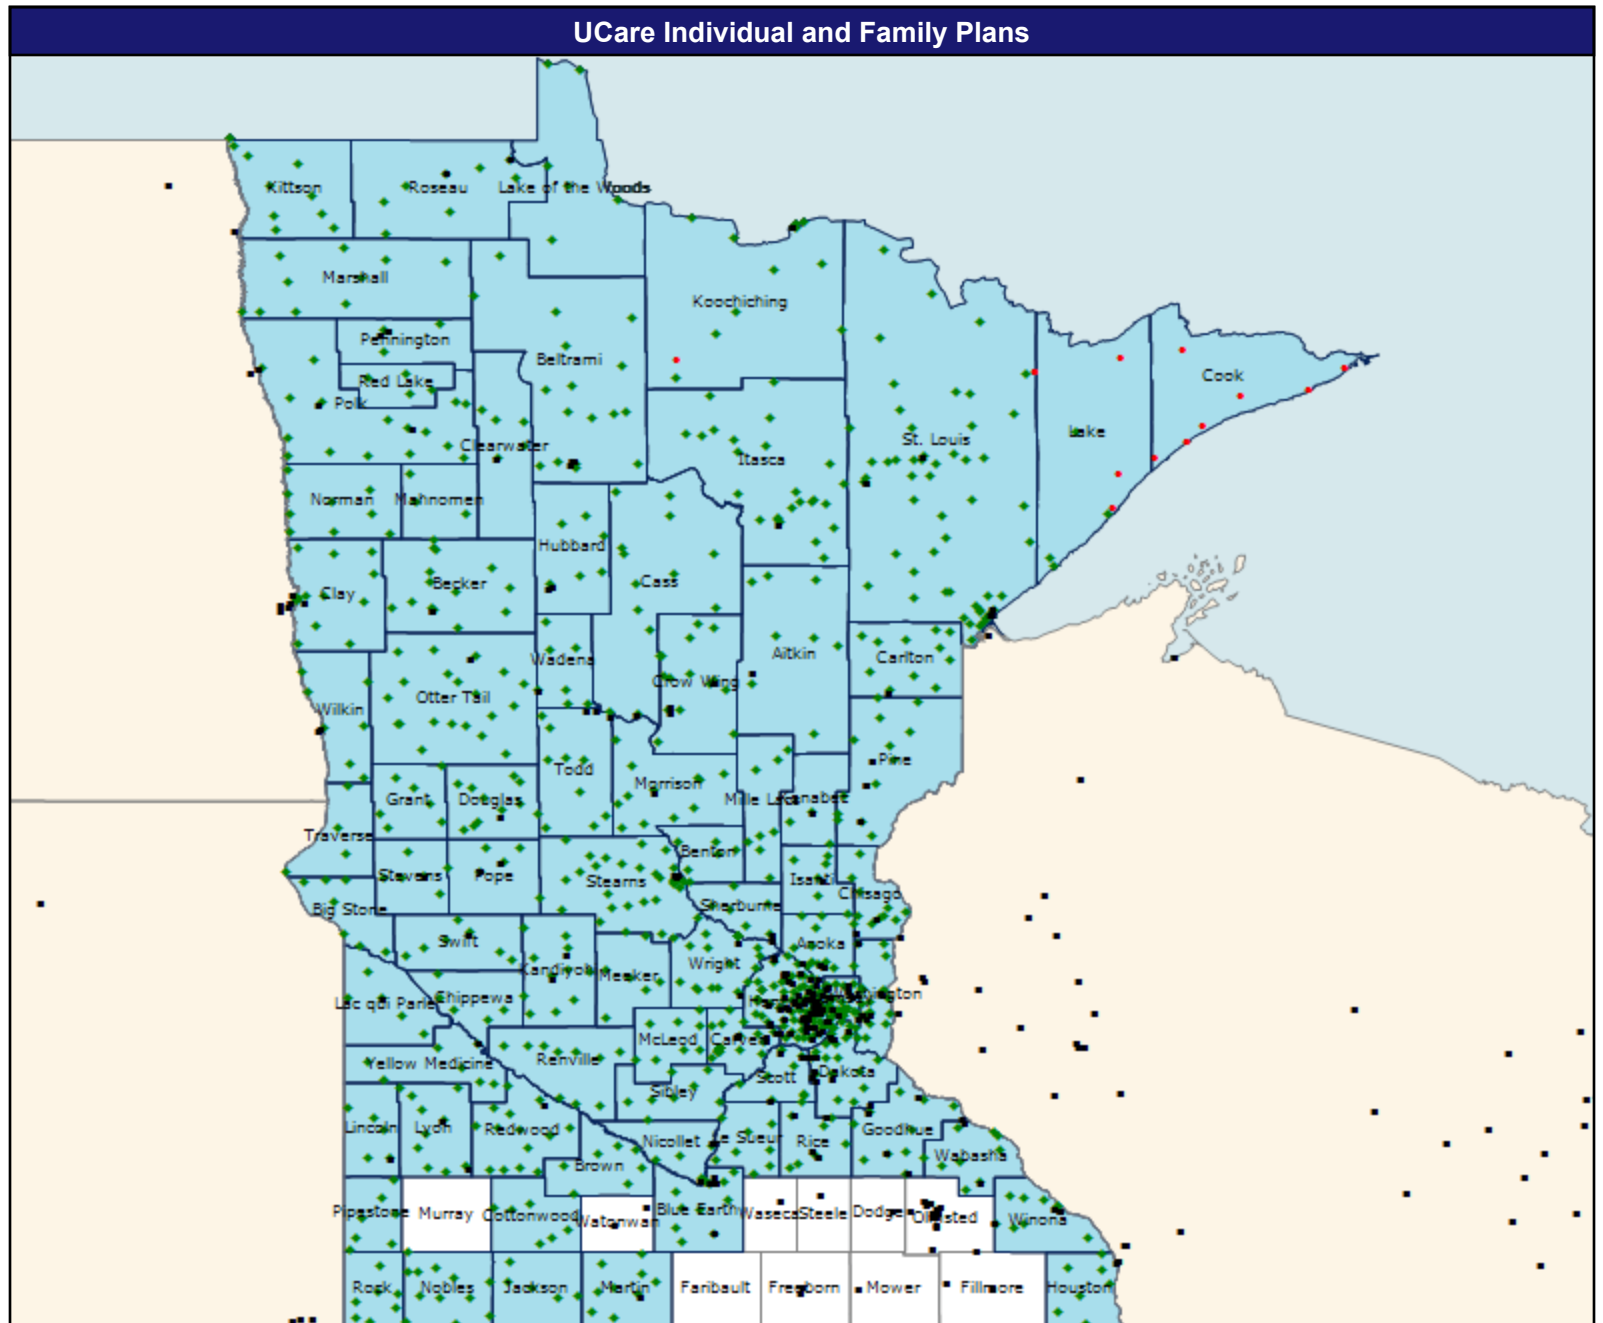 UCare Individual and Family Plans
Kittson
Roseau
Lake of the Woods
Marshall
Koochiching
Pennington
Beltrami
Red Lake
Polk
Cook
Clearwater
St. Louis
Lake
Itasca
Norman
Mahnomen
Hubbard
Clay
Becker
Cass
Wadena
Aitkin
Carlton
Crow Wing
Otter Tail
Wilkin
Pine
Todd
Morrison
Grant
Douglas
Mille Lacs
Kanabec
Traverse
Benton
Stevens
Pope
Stearns
Isanti
Chisago
Big Stone
Sherburne
Swift
Anoka
Kandiyohi
Meeker
Wright
Lac qui Parle
Chippewa
Washington
McLeod
Carver
Yellow Medicine
Renville
Scott
Dakota
Sibley
Lincoln
Lyon
Redwood
Nicollet
Le Sueur
Rice
Goodhue
Brown
Wabasha
Pipestone
Murray
Cottonwood
Watonwan
Blue Earth
Waseca
Steele
Dodge
Olmsted
Winona
Rock
Nobles
Jackson
Martin
Faribault
Freeborn
Mower
Fillmore
Houston